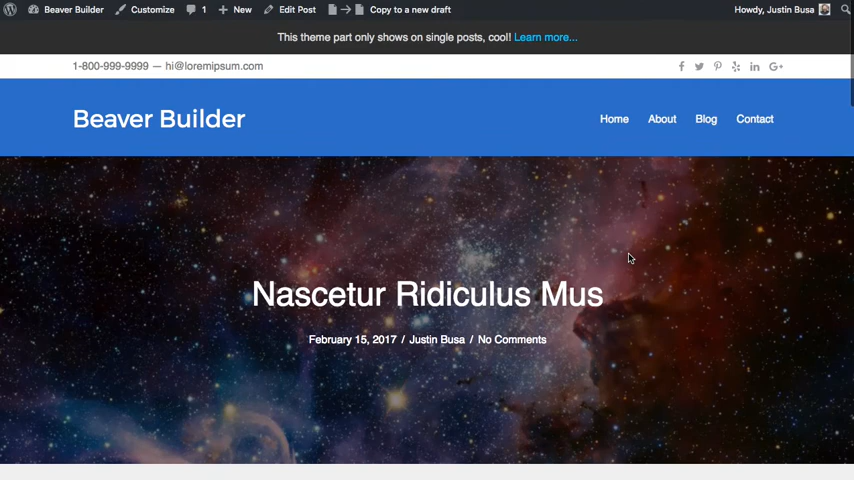 Beaver Builder Customize 1 New Edit Post Copy to a new draft Howdy, Justin Busa
This theme part only shows on single posts, cool! Learn more...
1-800-999-9999 — hi@loremipsum.com
Beaver Builder
Home About Blog Contact
Nascetur Ridiculus Mus
February 15, 2017 / Justin Busa / No Comments